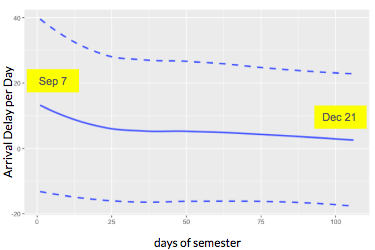 Arrival Delay per Day
40
20
0
-20
Sep 7
Dec 21
0 25 50 75 100
days of semester